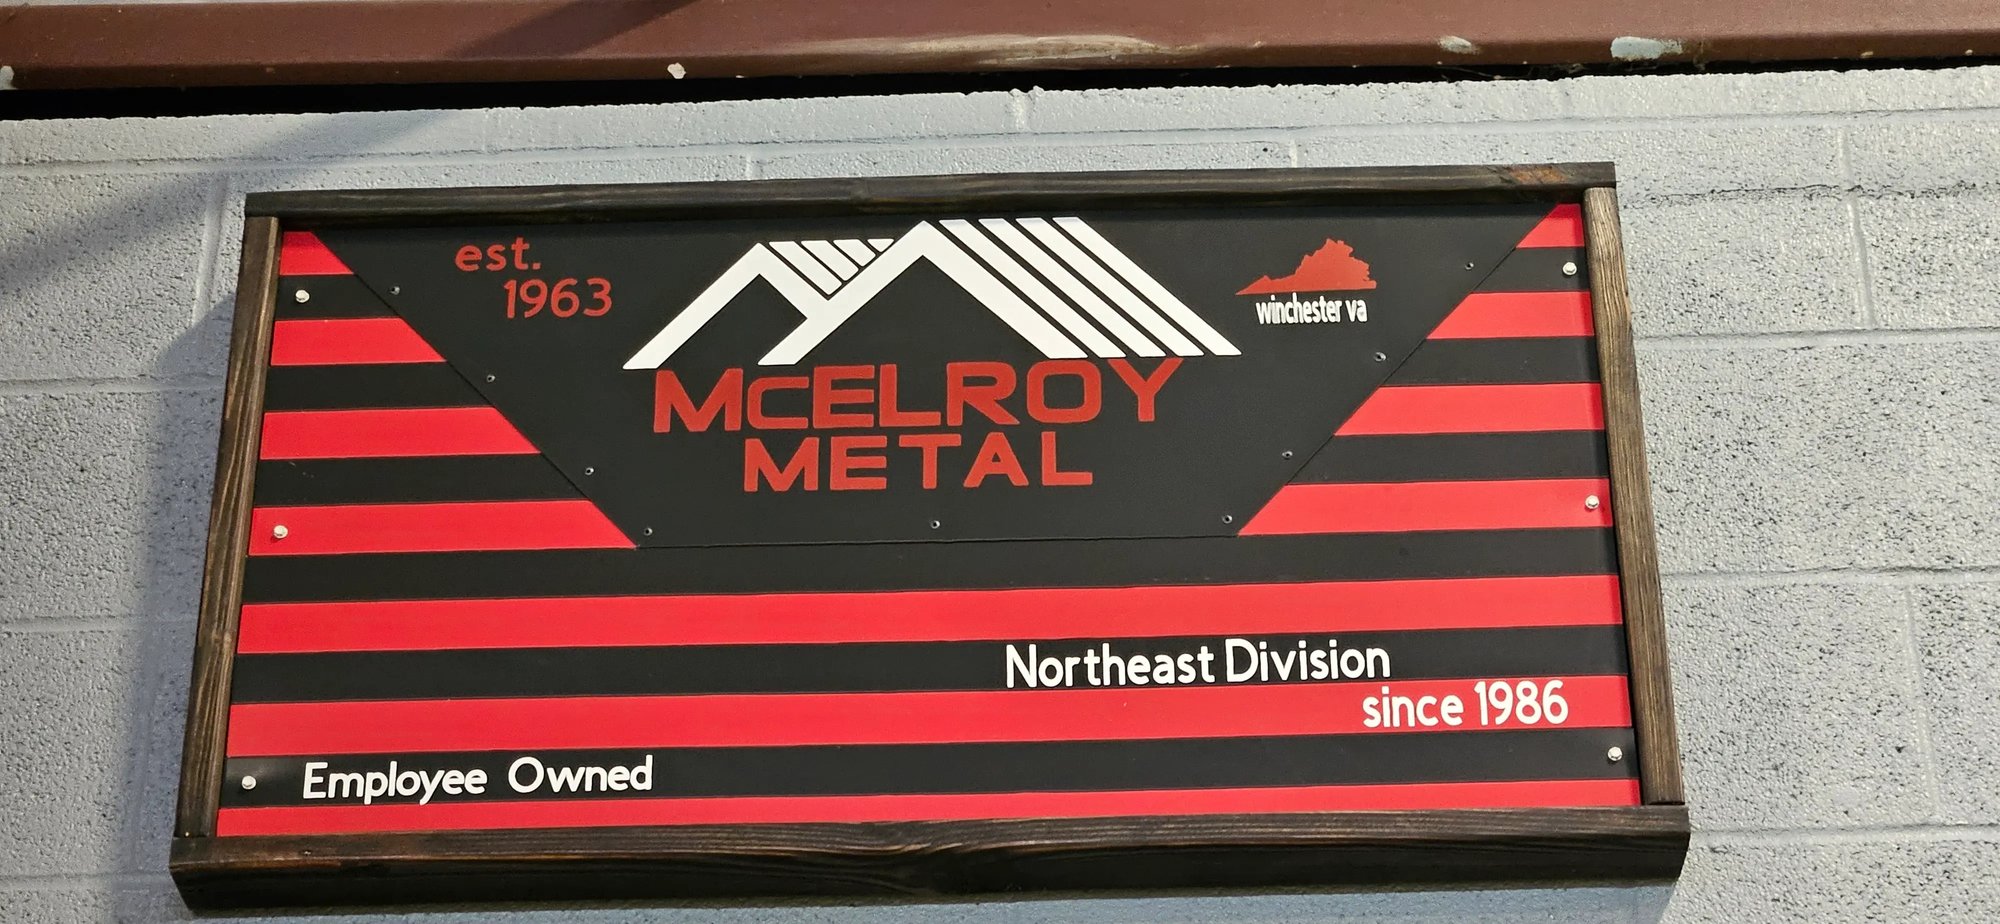 est.
1963
MCELROY
METAL
winchester va
Northeast Division
since 1986
Employee Owned